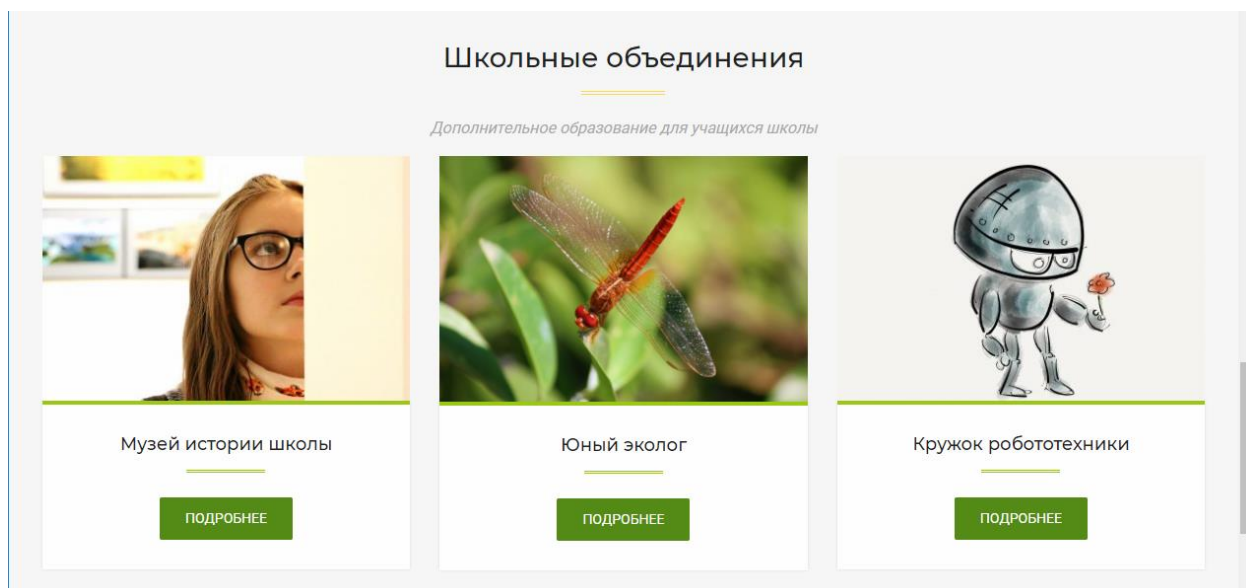 Школьные объединения
Дополнительное образование для учащихся школы
Музей истории школы
Юный эколог
Кружок робототехники
ПОДРОБНЕЕ
ПОДРОБНЕЕ
ПОДРОБНЕЕ